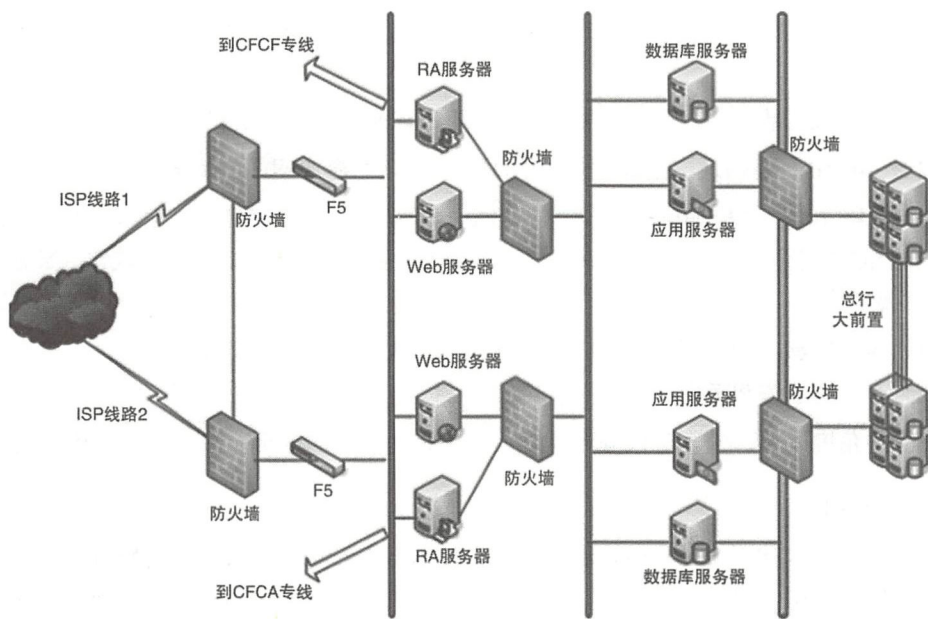 到CFCF专线
RA服务器
数据库服务器
防火墙
防火墙
ISP线路1
防火墙
F5
Web服务器
应用服务器
总行
大前置
Web服务器
应用服务器
防火墙
ISP线路2
防火墙
F5
防火墙
RA服务器
数据库服务器
到CFCA专线